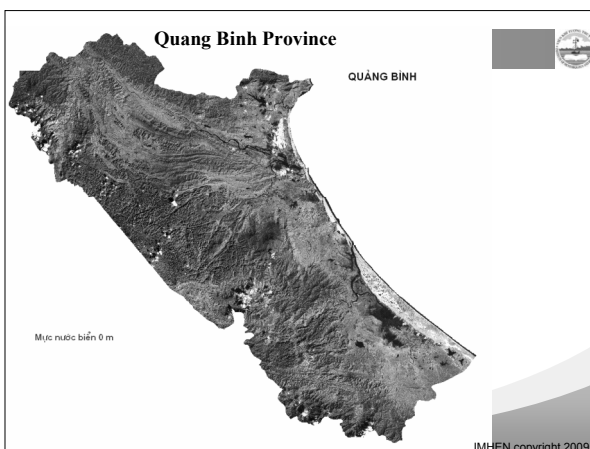 Quang Binh Province
QUẢNG BÌNH
Mực nước biển 0 m
IMHEN copyright 2009